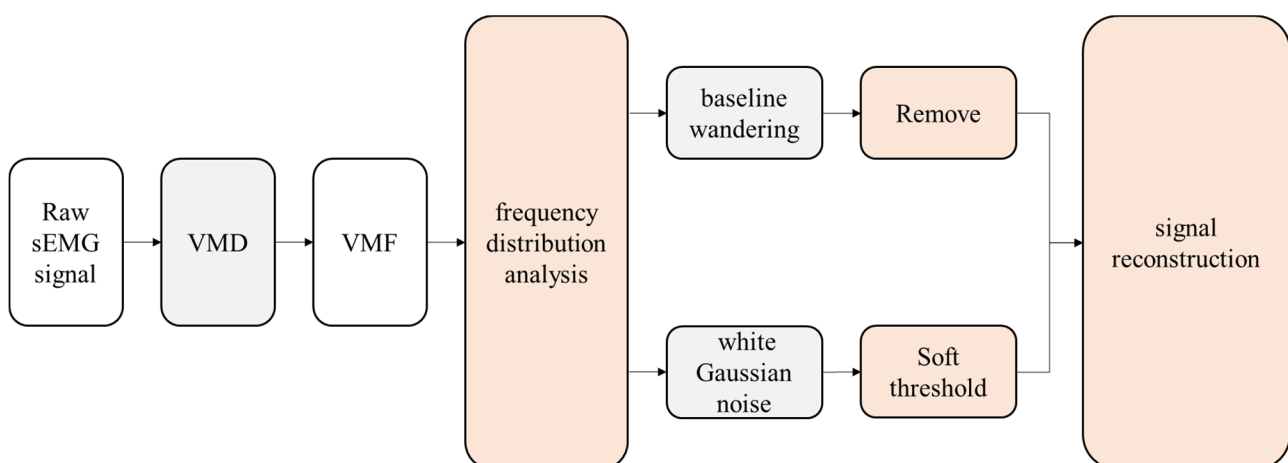 Raw
sEMG
signal
VMD
VMF
frequency
distribution
analysis
baseline
wandering
Remove
white
Gaussian
noise
Soft
threshold
signal
reconstruction